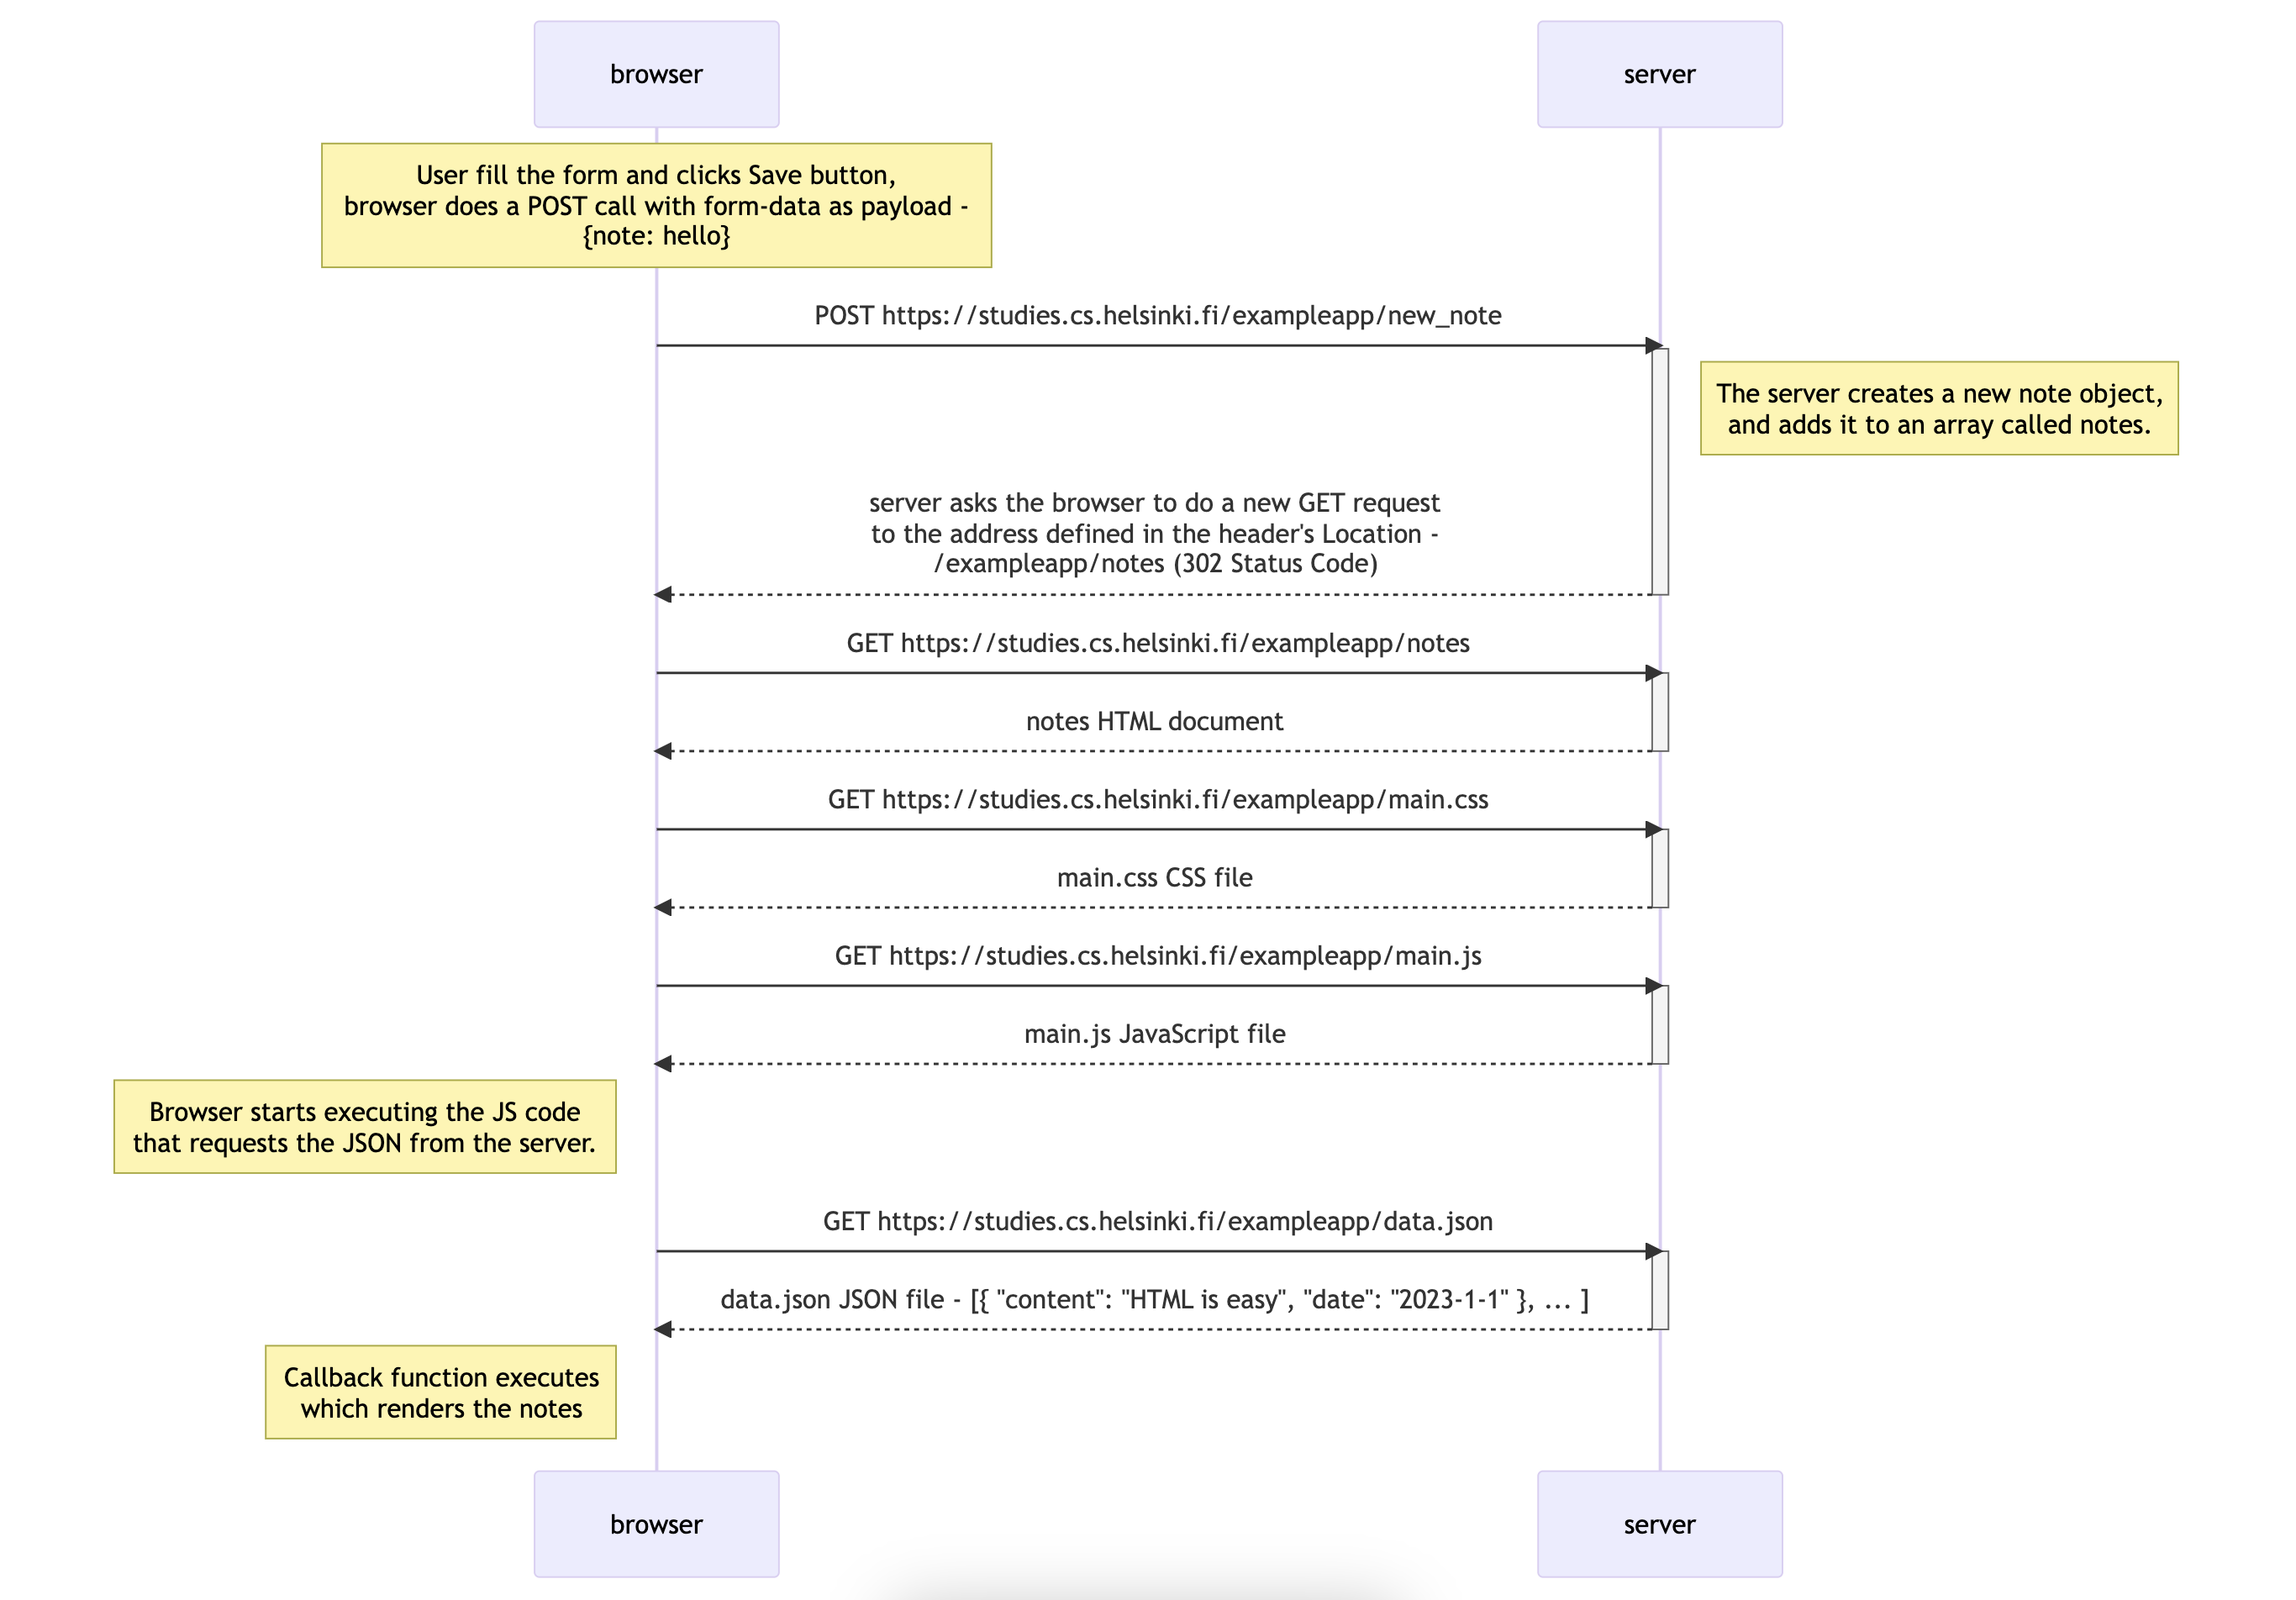 browser
server
User fill the form and clicks Save button,
browser does a POST call with form-data as payload -
{note: hello}
POST https://studies.cs.helsinki.fi/exampleapp/new_note
The server creates a new note object,
and adds it to an array called notes.
server asks the browser to do a new GET request
to the address defined in the header's Location -
/exampleapp/notes (302 Status Code)
GET https://studies.cs.helsinki.fi/exampleapp/notes
notes HTML document
GET https://studies.cs.helsinki.fi/exampleapp/main.css
main.css CSS file
GET https://studies.cs.helsinki.fi/exampleapp/main.js
main.js JavaScript file
Browser starts executing the JS code
that requests the JSON from the server.
GET https://studies.cs.helsinki.fi/exampleapp/data.json
data.json JSON file - [{ "content": "HTML is easy", "date": "2023-1-1" }, ... ]
Callback function executes
which renders the notes
browser
server